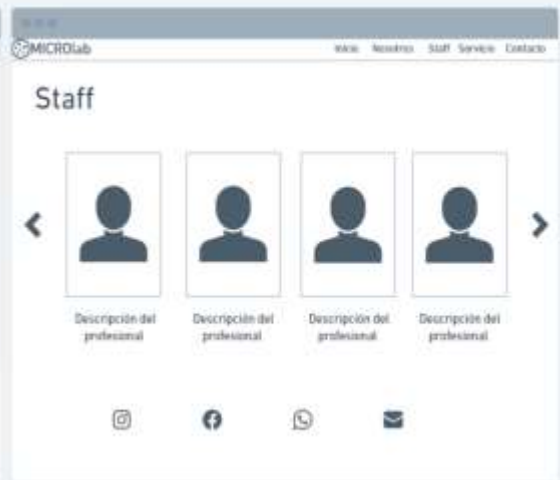 MICROlab
Inicio Nosotros Staff Servicio Contacto
Staff
Descripción del Descripción del Descripción del Descripción del
profesional profesional profesional profesional